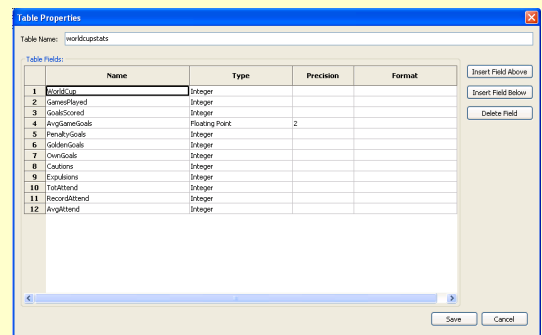 Table Properties
Table Name: worldcupstats
Table Fields:
Name Type Precision Format
Insert Field Above
1 WorldCup Integer
2 GamesPlayed Integer
Insert Field Below
3 GoalsScored Integer
4 AvgGameGoals Floating Point 2
Delete Field
5 PenaltyGoals Integer
6 GoldenGoals Integer
7 OwnGoals Integer
8 Cautions Integer
9 Expulsions Integer
10 TotAttend Integer
11 RecordAttend Integer
12 AvgAttend Integer
Save Cancel